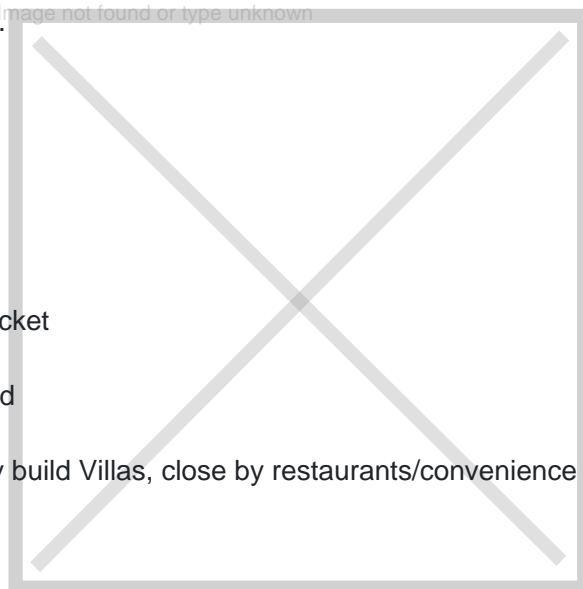 Image not found or type unknown
.
cket
d
v build Villas, close by restaurants/convenience